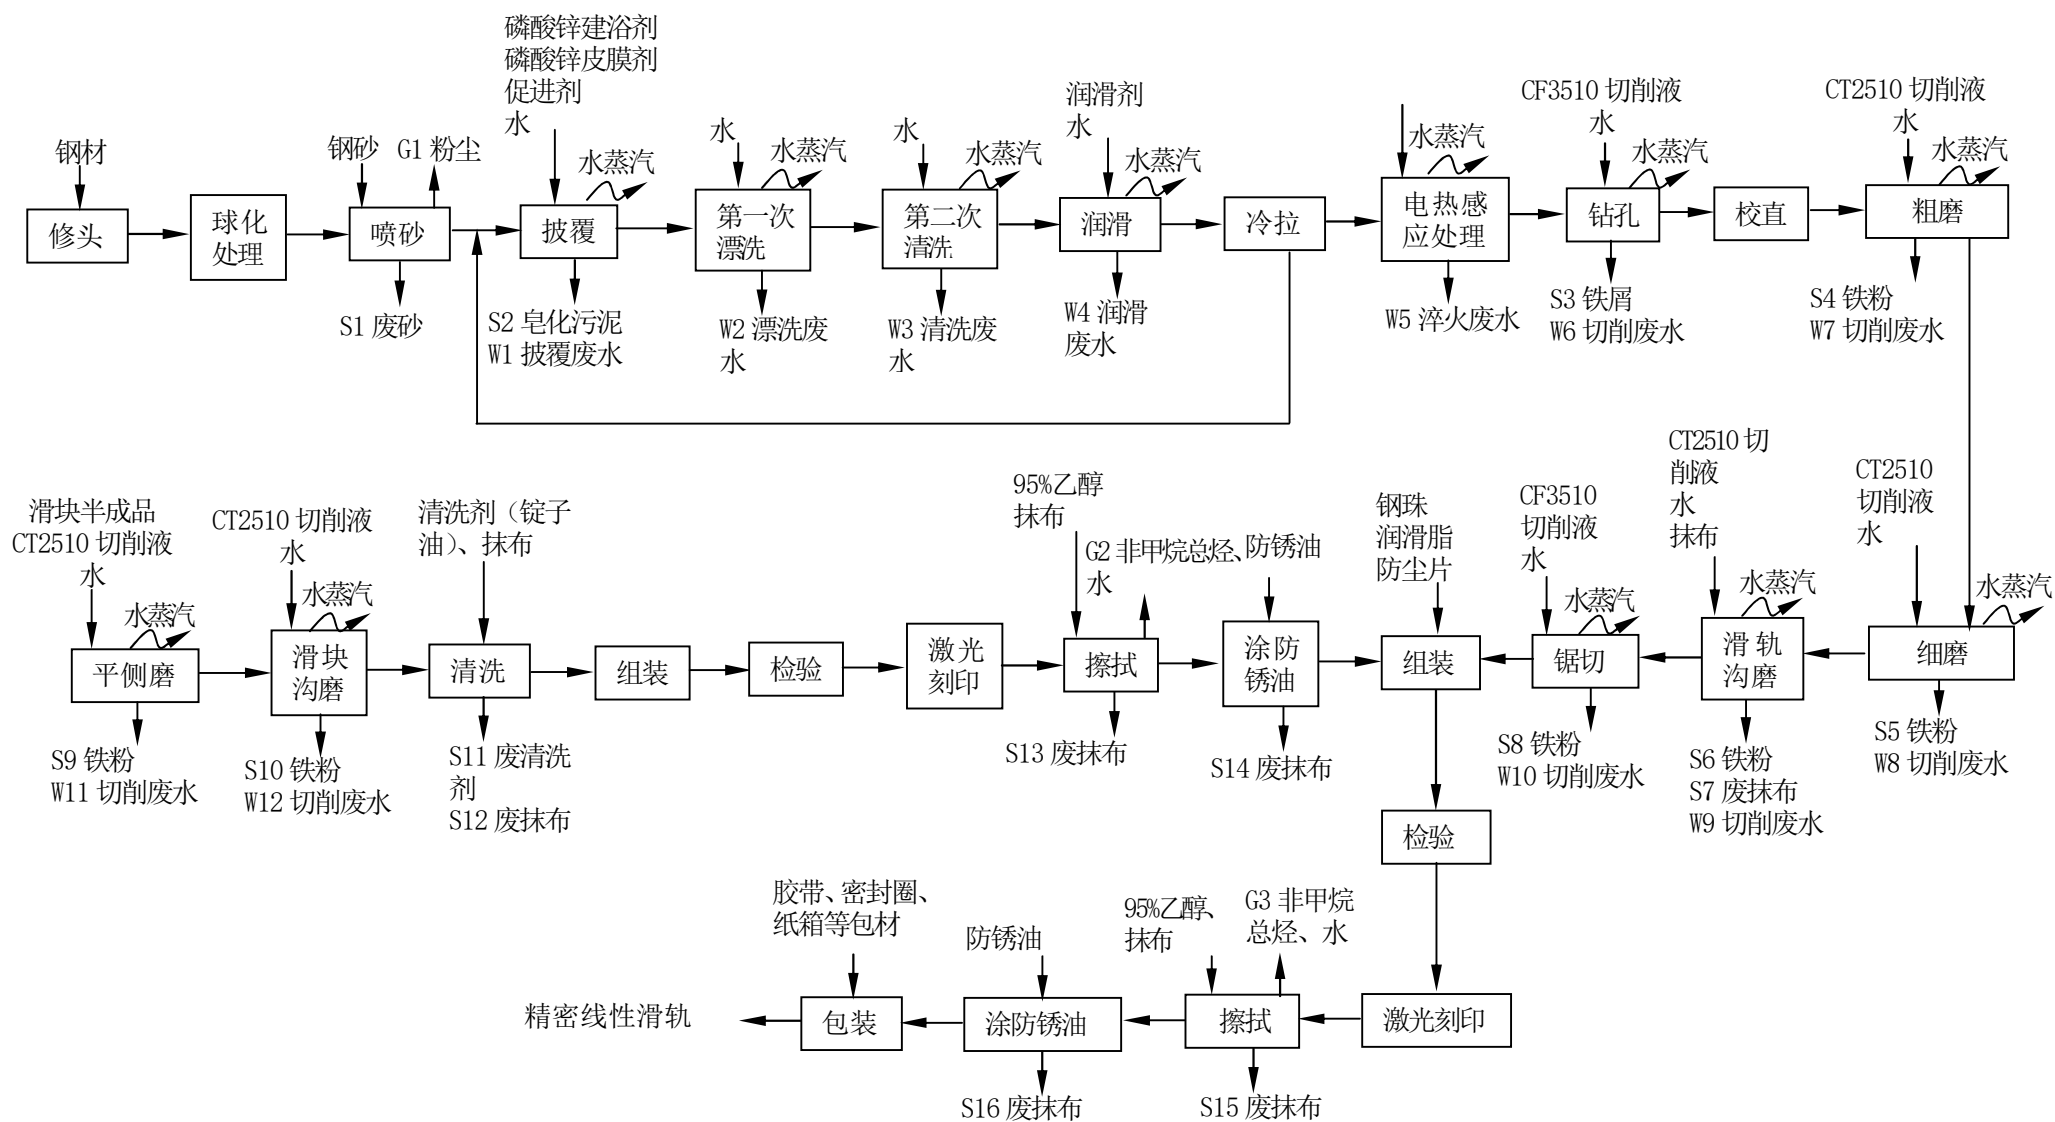 磷酸锌建浴剂
磷酸锌皮膜剂
促进剂
水
钢材
钢砂
G1 粉尘
水蒸汽
水
水蒸汽
水
水蒸汽
润滑剂
水
水蒸汽
水蒸汽
CF3510 切削液
水
水蒸汽
CT2510 切削液
水
水蒸汽
修头
球化
处理
喷砂
披覆
第一次
漂洗
第二次
清洗
润滑
冷拉
电热感
应处理
钻孔
校直
粗磨
S1 废砂
S2 皂化污泥
W1 披覆废水
W2 漂洗废
水
W3 清洗废
水
W4 润滑
废水
W5 淬火废水
S3 铁屑
W6 切削废水
S4 铁粉
W7 切削废水
滑块半成品
CT2510 切削液
水
水蒸汽
CT2510 切削液
水
水蒸汽
清洗剂（锭子
油）、抹布
95%乙醇
抹布
G2 非甲烷总烃、
水
防锈油
钢珠
润滑脂
防尘片
CF3510
切削液
水
水蒸汽
CT2510 切
削液
水
抹布
水蒸汽
CT2510
切削液
水
水蒸汽
平侧磨
滑块
沟磨
清洗
组装
检验
激光
刻印
擦拭
涂防
锈油
组装
锯切
滑轨
沟磨
细磨
S9 铁粉
W11 切削废水
S10 铁粉
W12 切削废水
S11 废清洗
剂
S12 废抹布
S13 废抹布
S14 废抹布
S8 铁粉
W10 切削废水
S6 铁粉
S7 废抹布
W9 切削废水
S5 铁粉
W8 切削废水
检验
胶带、密封圈、
纸箱等包材
防锈油
95%乙醇、
抹布
G3 非甲烷
总烃、水
精密线性滑轨
包装
涂防锈油
擦拭
激光刻印
S16 废抹布
S15 废抹布